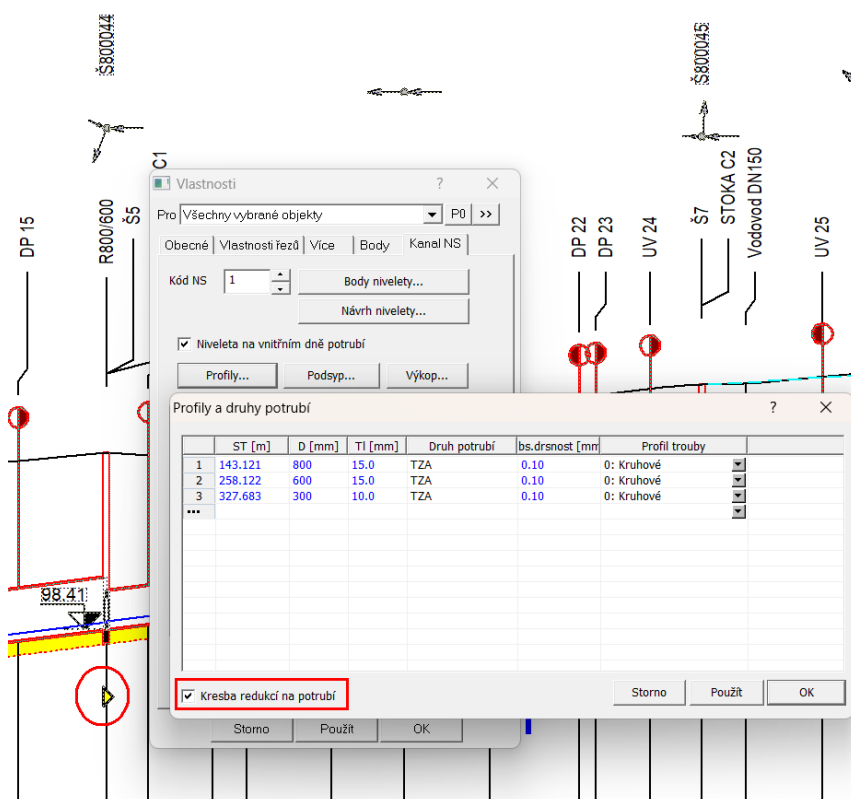 Š800044
Š800045
C1
DP 15
R800/600
Š5
DP 22
DP 23
UV 24
Š7
STOKA C2
Vodovod DN150
UV 25
98.41
Vlastnosti ? ×
Pro Všechny vybrané objekty P0 >>
Obecné Vlastnosti řezů Více Body Kanal NS
Kód NS 1 Body nivelety...
Návrh nivelety...
Niveleta na vnitřním dně potrubí
Profily... Podsyp... Výkop...
Profily a druhy potrubí ? ×
ST [m] D [mm] Tl [mm] Druh potrubí bs.drsnost [mm Profil trouby
1 143.121 800 15.0 TZA 0.10 0: Kruhové
2 258.122 600 15.0 TZA 0.10 0: Kruhové
3 327.683 300 10.0 TZA 0.10 0: Kruhové
...
Kresba redukcí na potrubí Storno Použít OK
Storno Použít OK